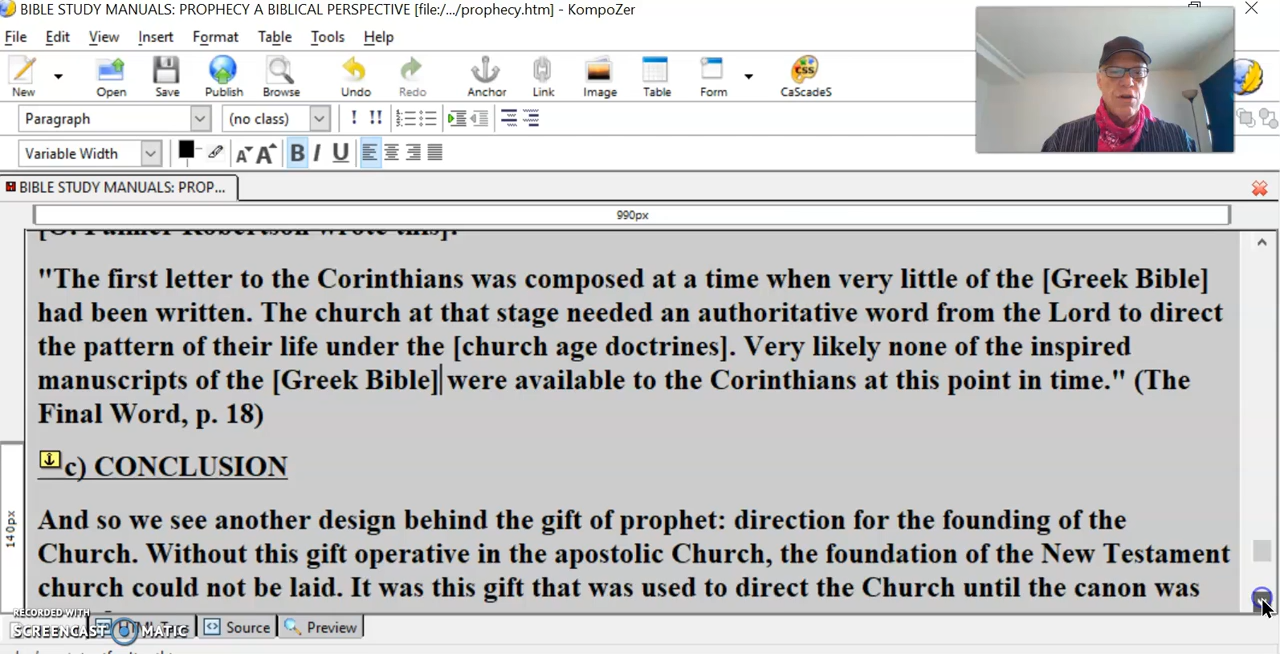 BIBLE STUDY MANUALS: PROPHECY A BIBLICAL PERSPECTIVE [file:/.../prophecy.htm] - KompoZer
File Edit View Insert Format Table Tools Help
New Open Save Publish Browse Undo Redo Anchor Link Image Table Form CaScadeS
Paragraph (no class) ! !!
Variable Width A A B I U
BIBLE STUDY MANUALS: PROP...
990px
[O. Palmer Robertson wrote this]:
"The first letter to the Corinthians was composed at a time when very little of the [Greek Bible]
had been written. The church at that stage needed an authoritative word from the Lord to direct
the pattern of their life under the [church age doctrines]. Very likely none of the inspired
manuscripts of the [Greek Bible] were available to the Corinthians at this point in time." (The
Final Word, p. 18)
c) CONCLUSION
And so we see another design behind the gift of prophet: direction for the founding of the
Church. Without this gift operative in the apostolic Church, the foundation of the New Testament
church could not be laid. It was this gift that was used to direct the Church until the canon was
140px
RECORDED WITH
SCREENCAST MATIC
Source Preview